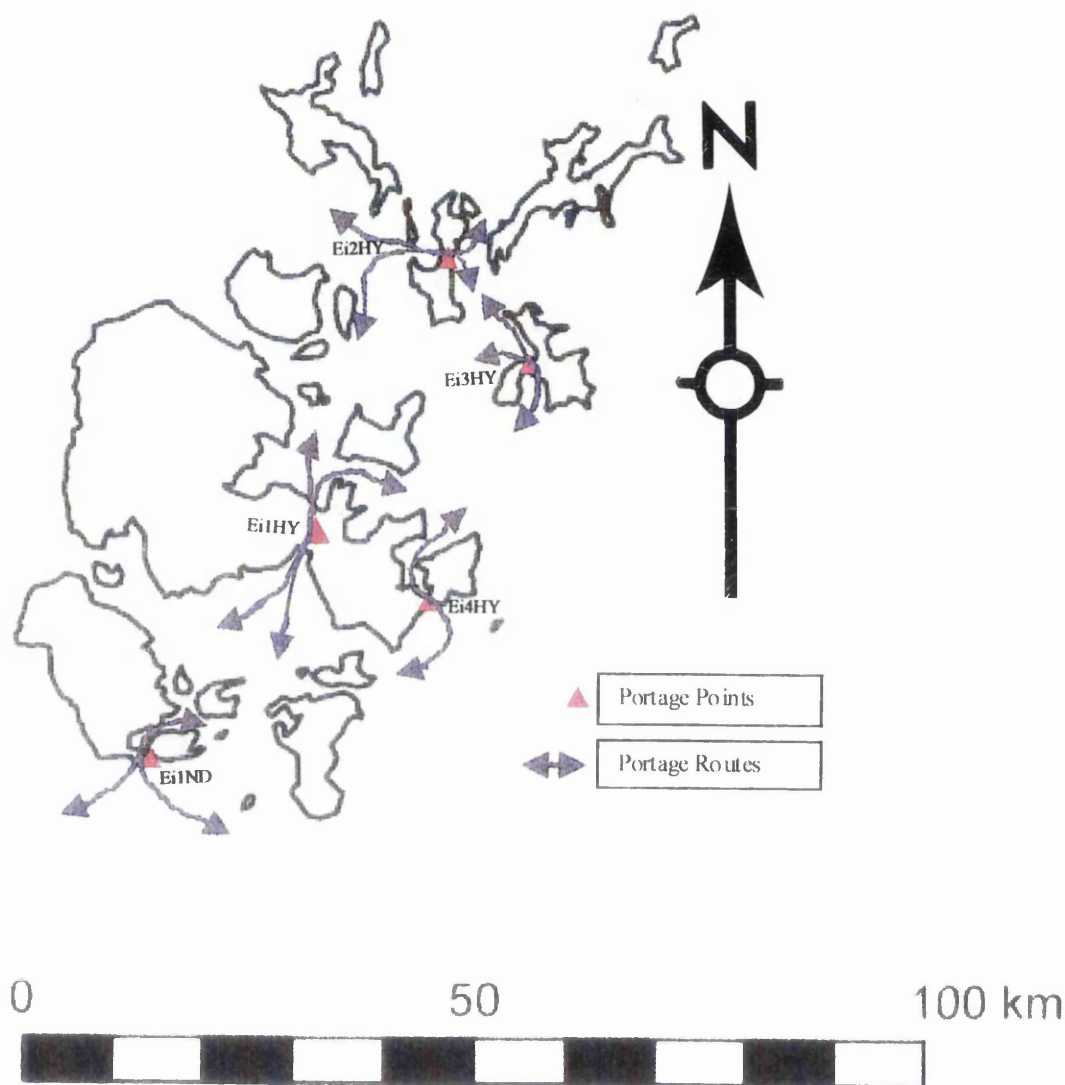 N
Ei2HY
Ei3HY
Ei1HY
Ei4HY
Portage Points
Portage Routes
Ei1ND
0 50 100 km